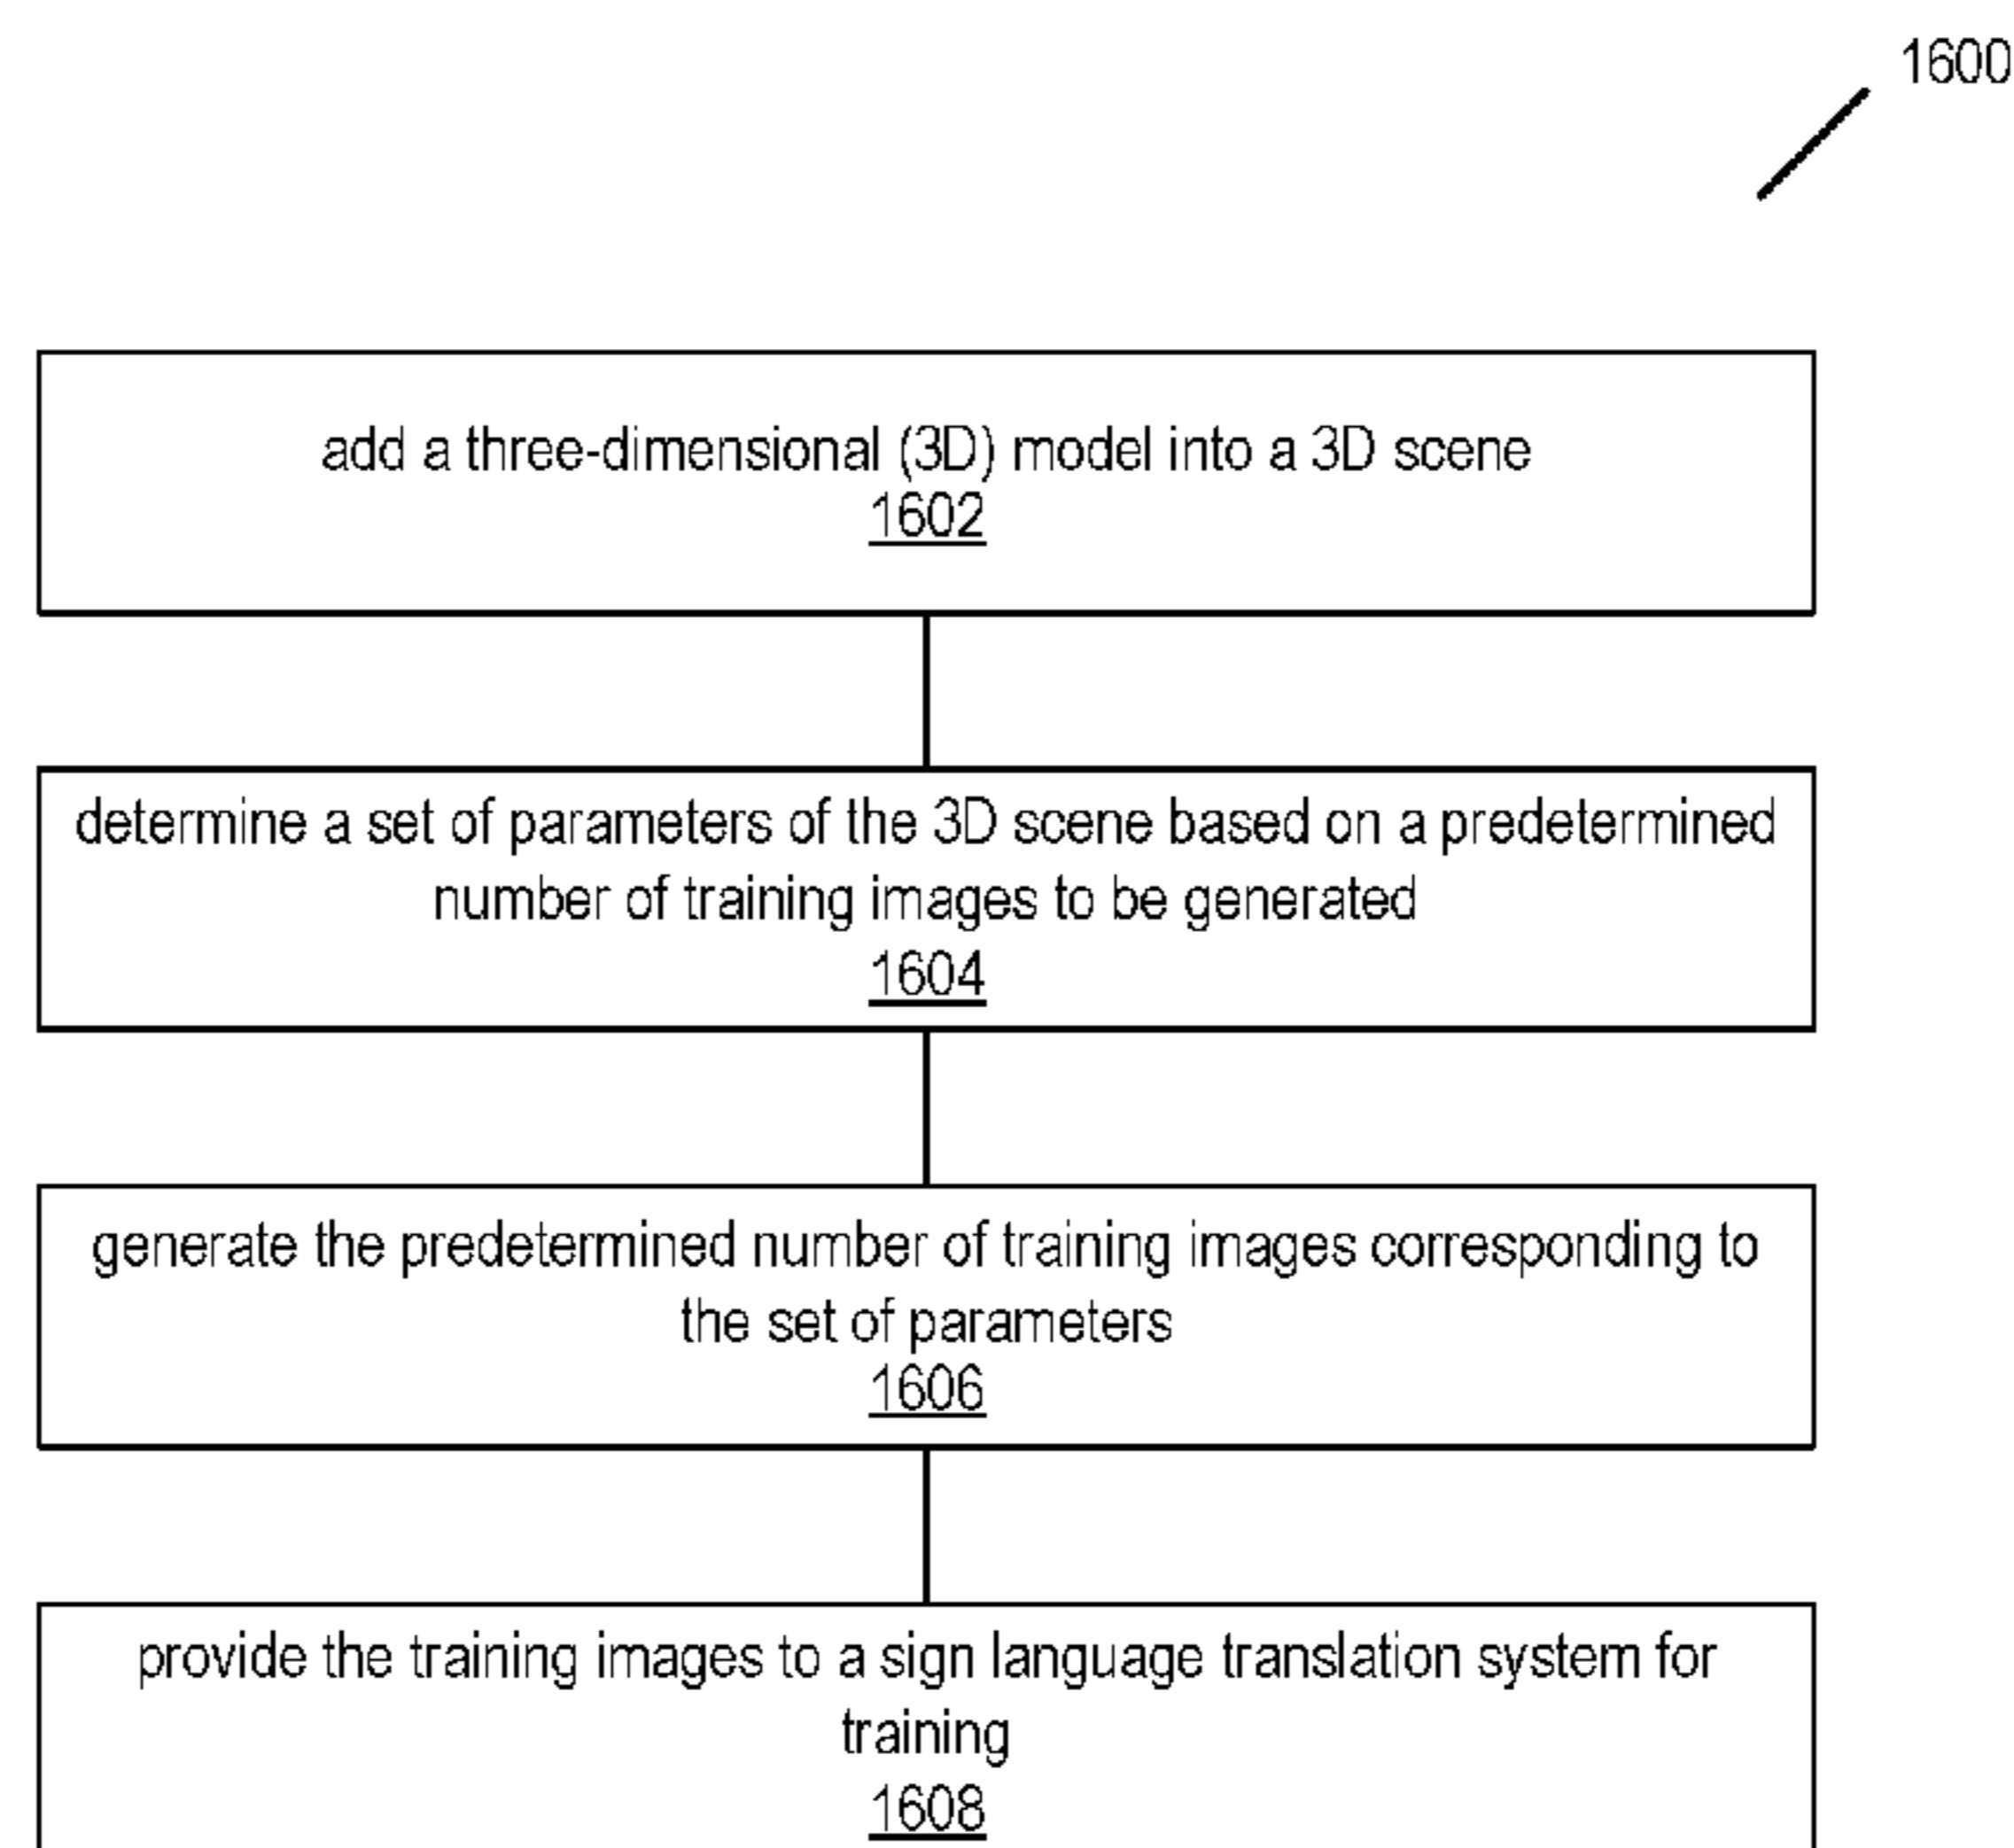 1600
add a three-dimensional (3D) model into a 3D scene
1602
determine a set of parameters of the 3D scene based on a predetermined
number of training images to be generated
1604
generate the predetermined number of training images corresponding to
the set of parameters
1606
provide the training images to a sign language translation system for
training
1608